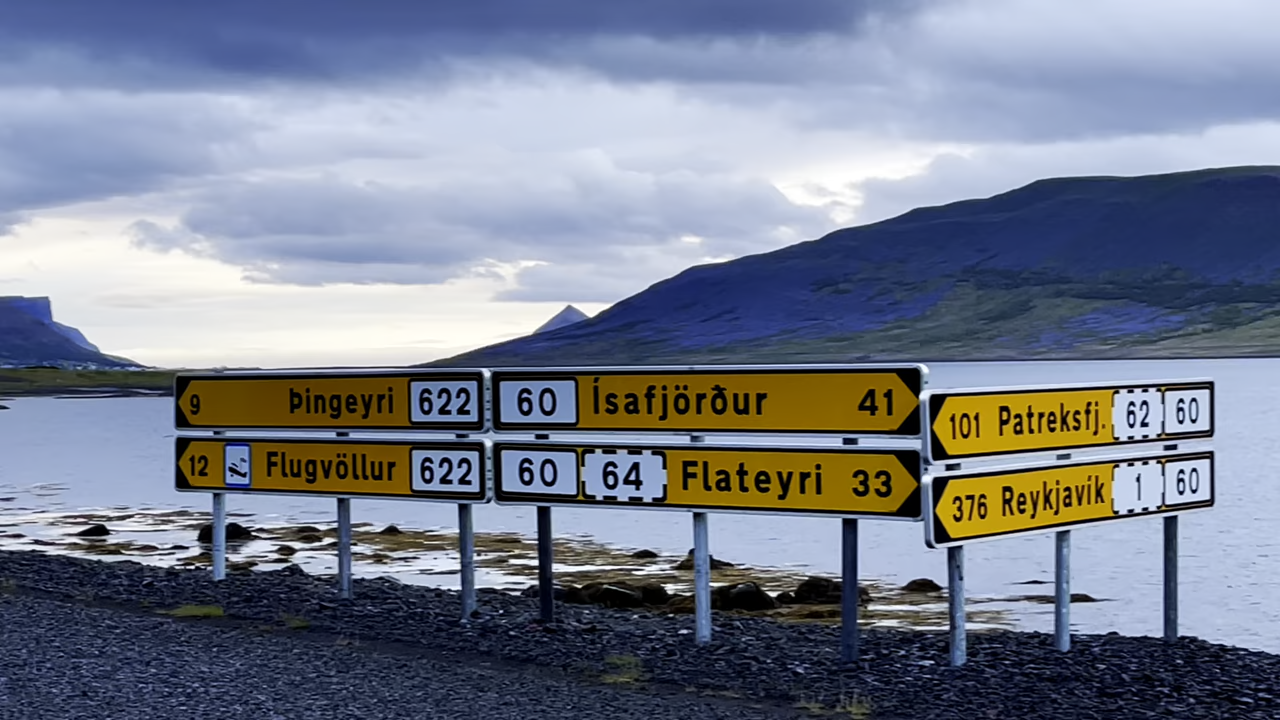 9 Þingeyri 622
12 Flugvöllur 622
60 Ísafjörður 41
60 64 Flateyri 33
101 Patreksfj. 62 60
376 Reykjavík 1 60